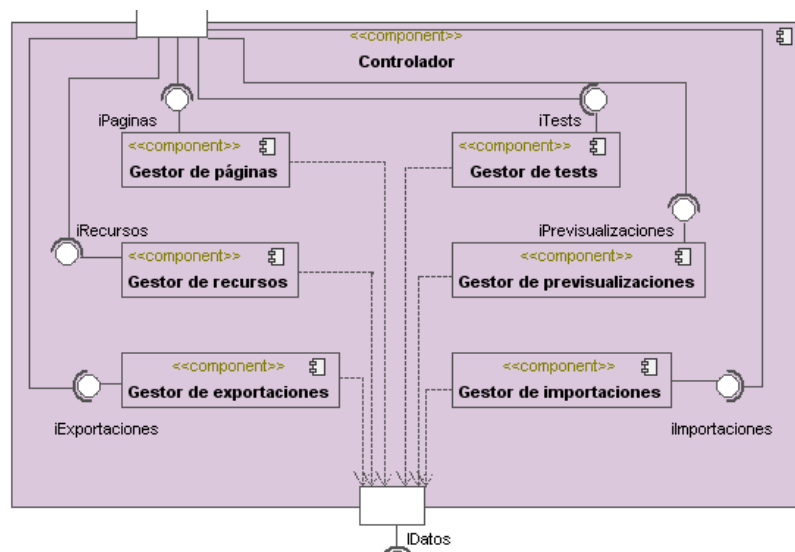 <<component>>
Controlador
iPaginas
iTests
<<component>>
Gestor de páginas
<<component>>
Gestor de tests
iRecursos
iPrevisualizaciones
<<component>>
Gestor de recursos
<<component>>
Gestor de previsualizaciones
<<component>>
Gestor de exportaciones
<<component>>
Gestor de importaciones
iExportaciones
iImportaciones
IDatos